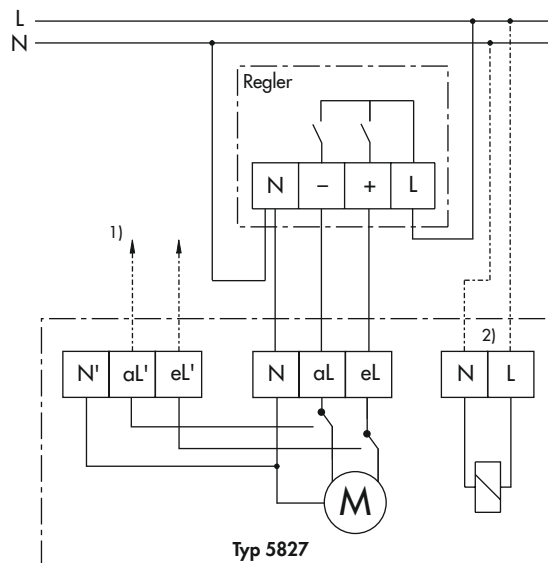 L
N
Regler
N – + L
1)
2)
N' aL' eL' N aL eL N L
M
Typ 5827